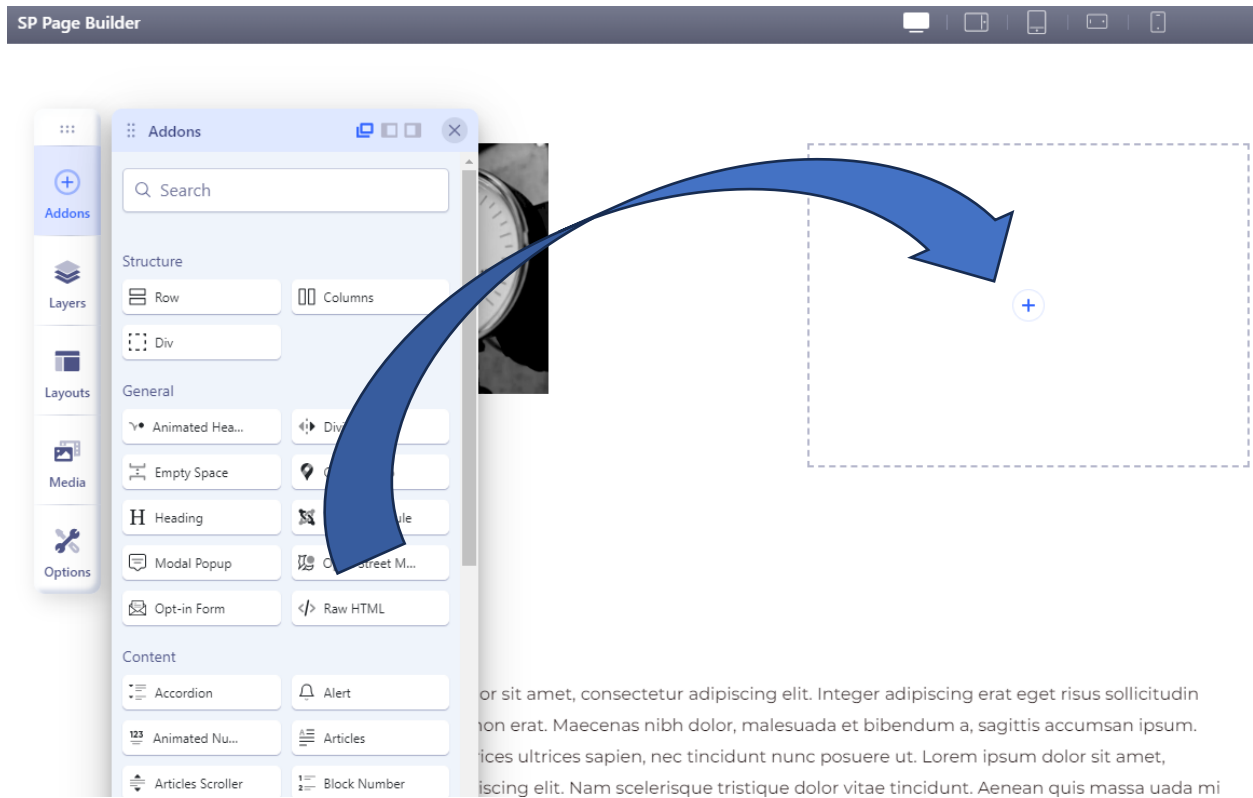 SP Page Builder
Addons
Search
Addons
Structure
Layers
Row
Columns
Div
Layouts
General
Animated Hea...
Media
Empty Space
H Heading
Options
Modal Popup
Street M...
Opt-in Form
</> Raw HTML
Content
Accordion
Alert
or sit amet, consectetur adipiscing elit. Integer adipiscing erat eget risus sollicitudin
non erat. Maecenas nibh dolor, malesuada et bibendum a, sagittis accumsan ipsum.
123 Animated Nu...
Articles
rices ultrices sapien, nec tincidunt nunc posuere ut. Lorem ipsum dolor sit amet,
Articles Scroller
Block Number
iscing elit. Nam scelerisque tristique dolor vitae tincidunt. Aenean quis massa uada mi